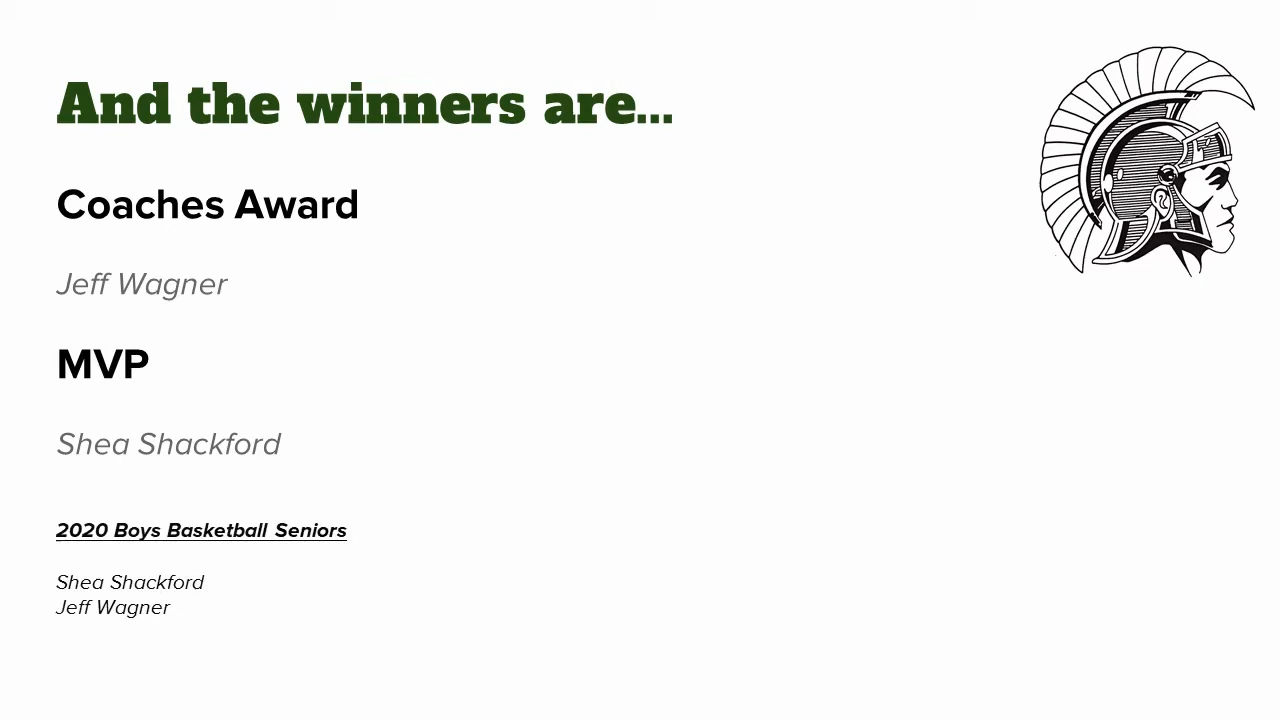 And the winners are...
Coaches Award
Jeff Wagner
MVP
Shea Shackford
2020 Boys Basketball Seniors
Shea Shackford
Jeff Wagner